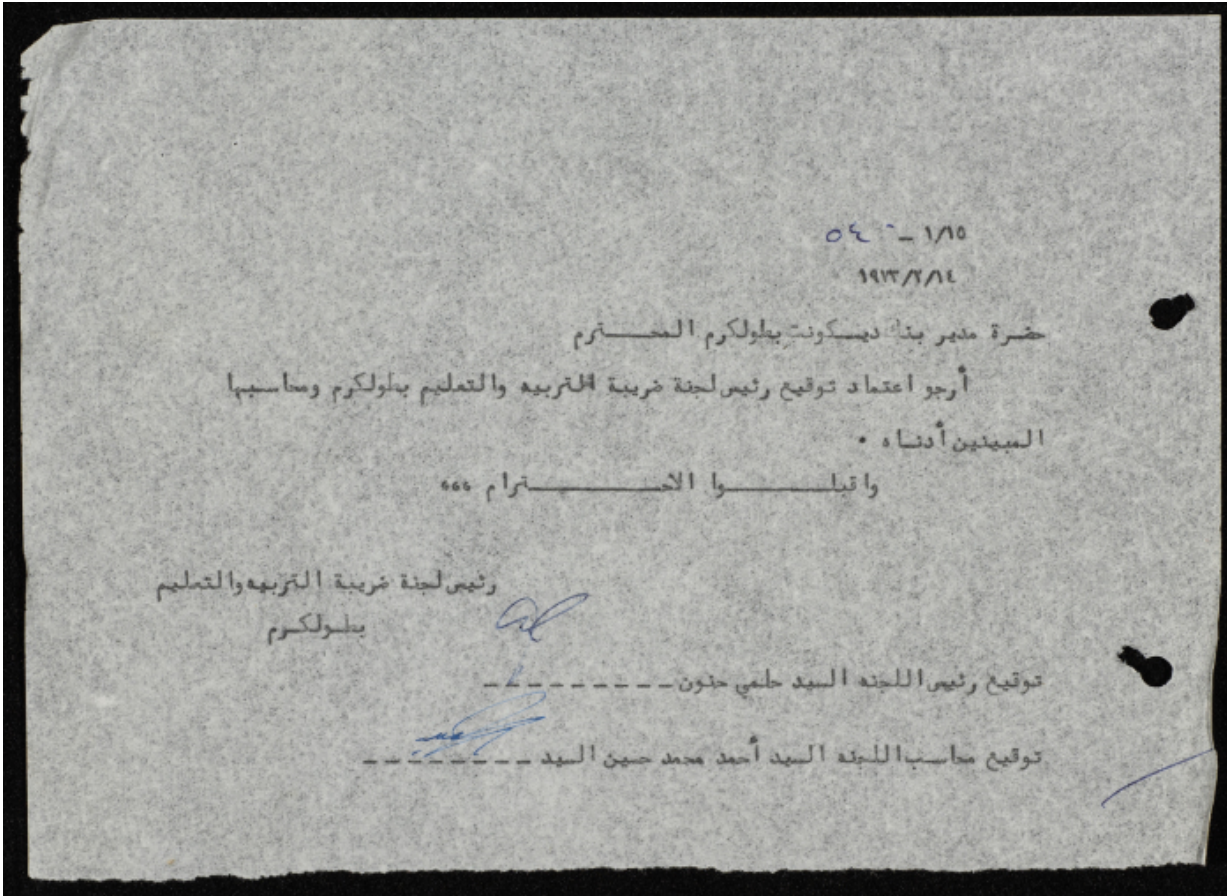 ١/١٥ – ٥٤٠
١٩٧٣/٢/١٤
حضرة مدير بنك ديسكونت بطولكرم المحترم
أرجو اعتماد توقيع رئيس لجنة ضريبة التربيه والتعليم بطولكرم ومحاسبها
المبينين أدناه .
واقبلوا الاحترام ،،،
رئيس لجنة ضريبة التربيه والتعليم
بطولكرم
توقيع رئيس اللجنه السيد حلمي حنون ---------
توقيع محاسب اللجنه السيد أحمد محمد حسين السيد --------